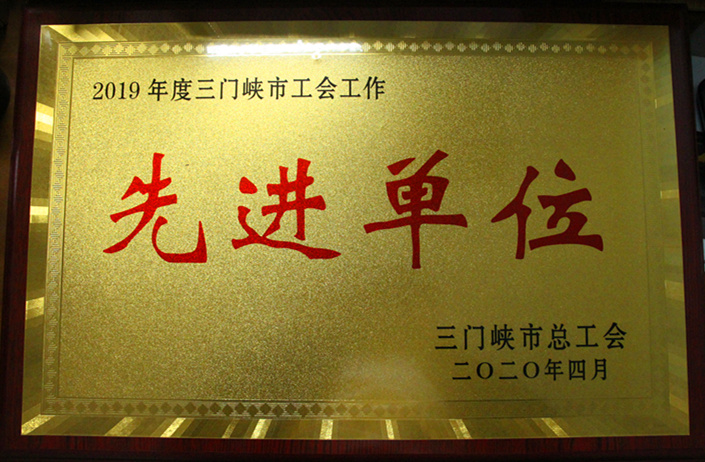 2019 年度三门峡市工会工作
先进单位
三门峡市总工会
二〇二〇年四月